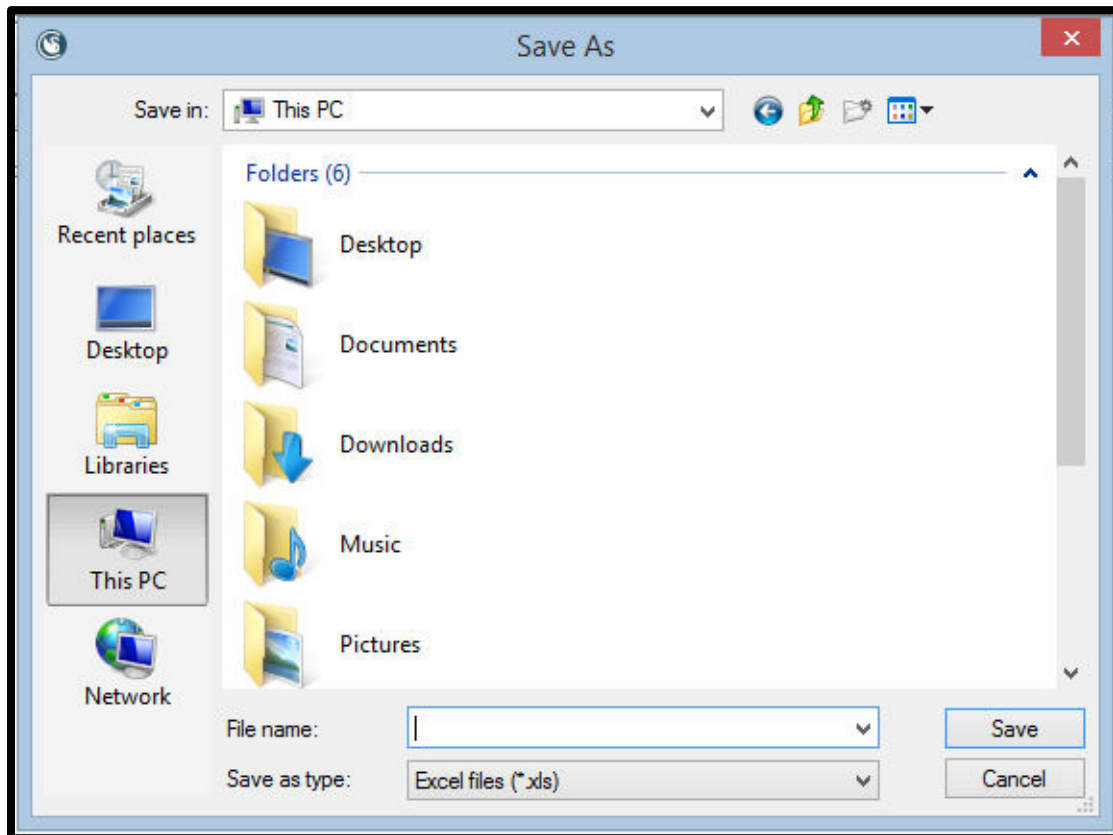 Save As
Save in: This PC
Recent places
Desktop
Libraries
This PC
Network
Folders (6)
Desktop
Documents
Downloads
Music
Pictures
File name:
Save
Save as type: Excel files (*.xls)
Cancel